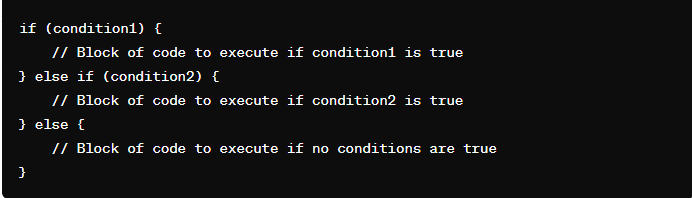 if (condition1) {
    // Block of code to execute if condition1 is true
} else if (condition2) {
    // Block of code to execute if condition2 is true
} else {
    // Block of code to execute if no conditions are true
}